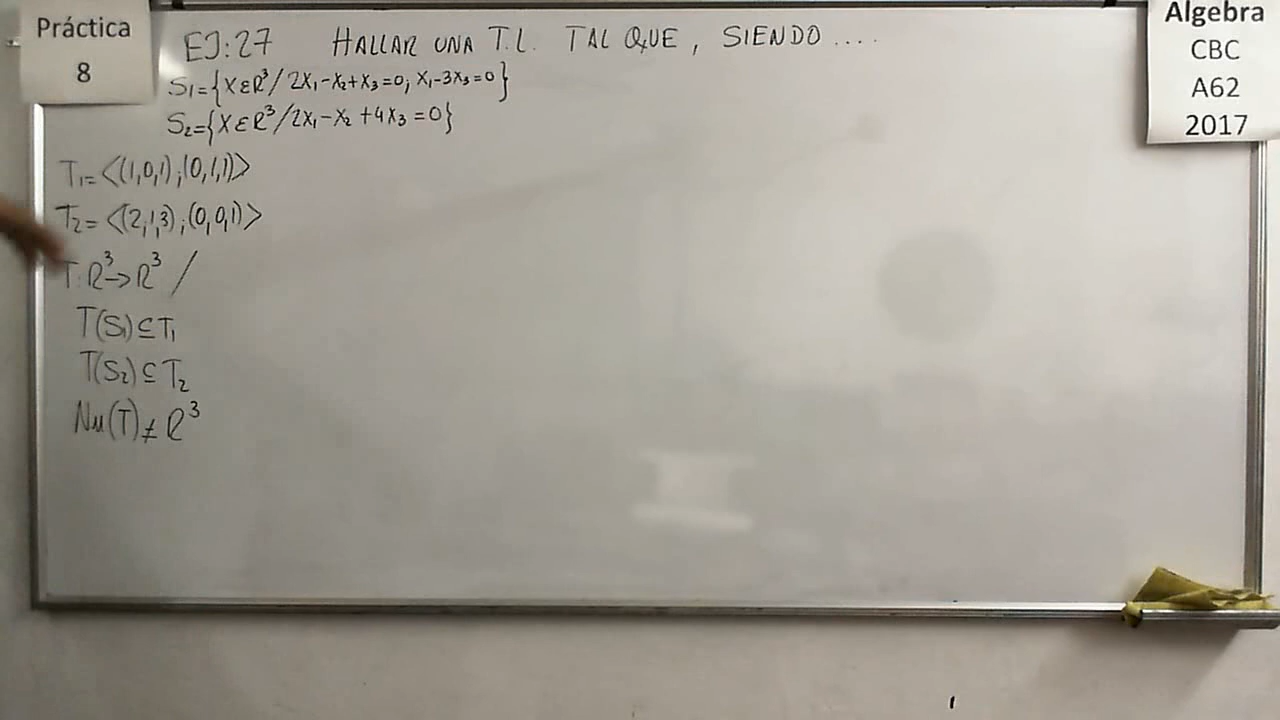 Práctica
8
EJ:27 HALLAR UNA T.L. TAL QUE, SIENDO ....
S₁={XεR³/2X₁-X₂+X₃=0; X₁-3X₃=0}
S₂={XεR³/2X₁-X₂+4X₃=0}
T₁=<(1,0,1);(0,1,1)>
T₂=<(2,1,3);(0,0,1)>
T:R³->R³ /
T(S₁)⊆T₁
T(S₂)⊆T₂
Nu(T)≠R³
Algebra
CBC
A62
2017